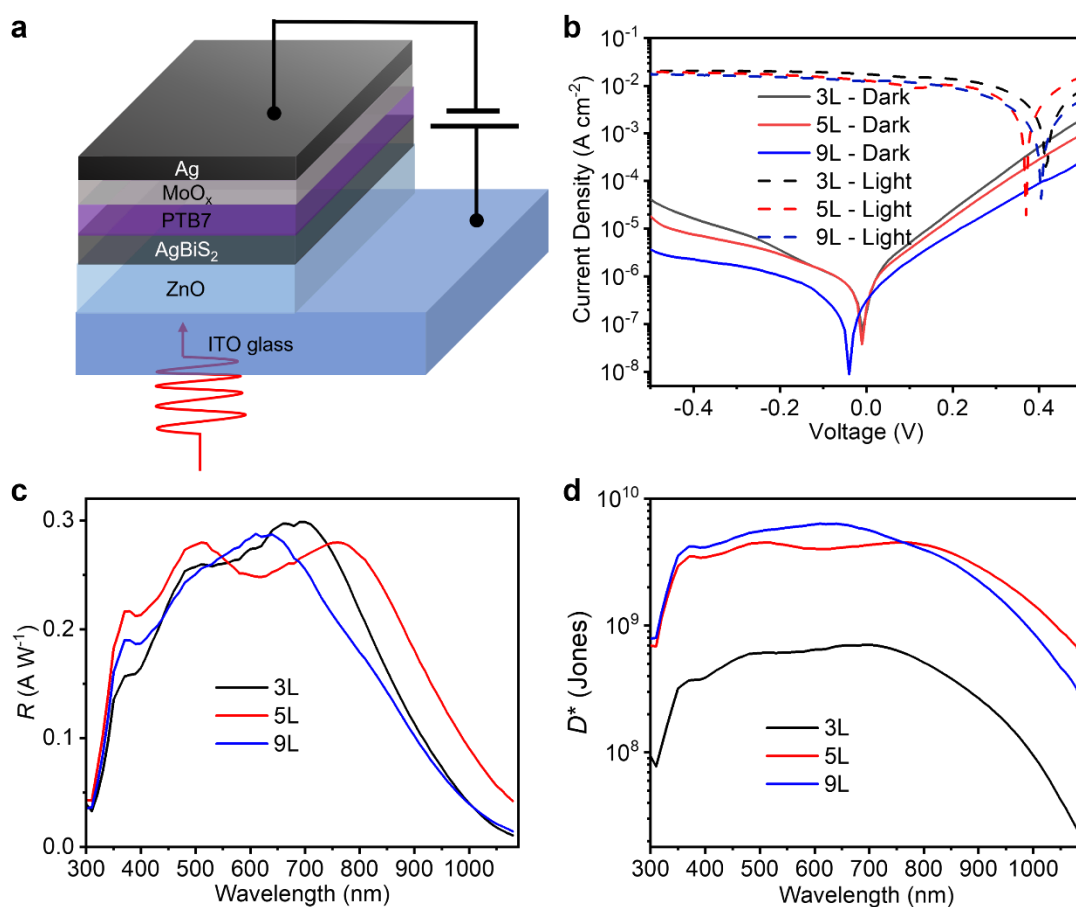 a
Ag
MoOx
PTB7
AgBiS2
ZnO
ITO glass
b
Current Density (A cm-2)
10-1
10-2
10-3
10-4
10-5
10-6
10-7
10-8
3L - Dark
5L - Dark
9L - Dark
3L - Light
5L - Light
9L - Light
-0.4 -0.2 0.0 0.2 0.4
Voltage (V)
c
R (A W-1)
0.3
0.2
0.1
0.0
3L
5L
9L
300 400 500 600 700 800 900 1000
Wavelength (nm)
d
D* (Jones)
1010
109
108
3L
5L
9L
300 400 500 600 700 800 900 1000
Wavelength (nm)